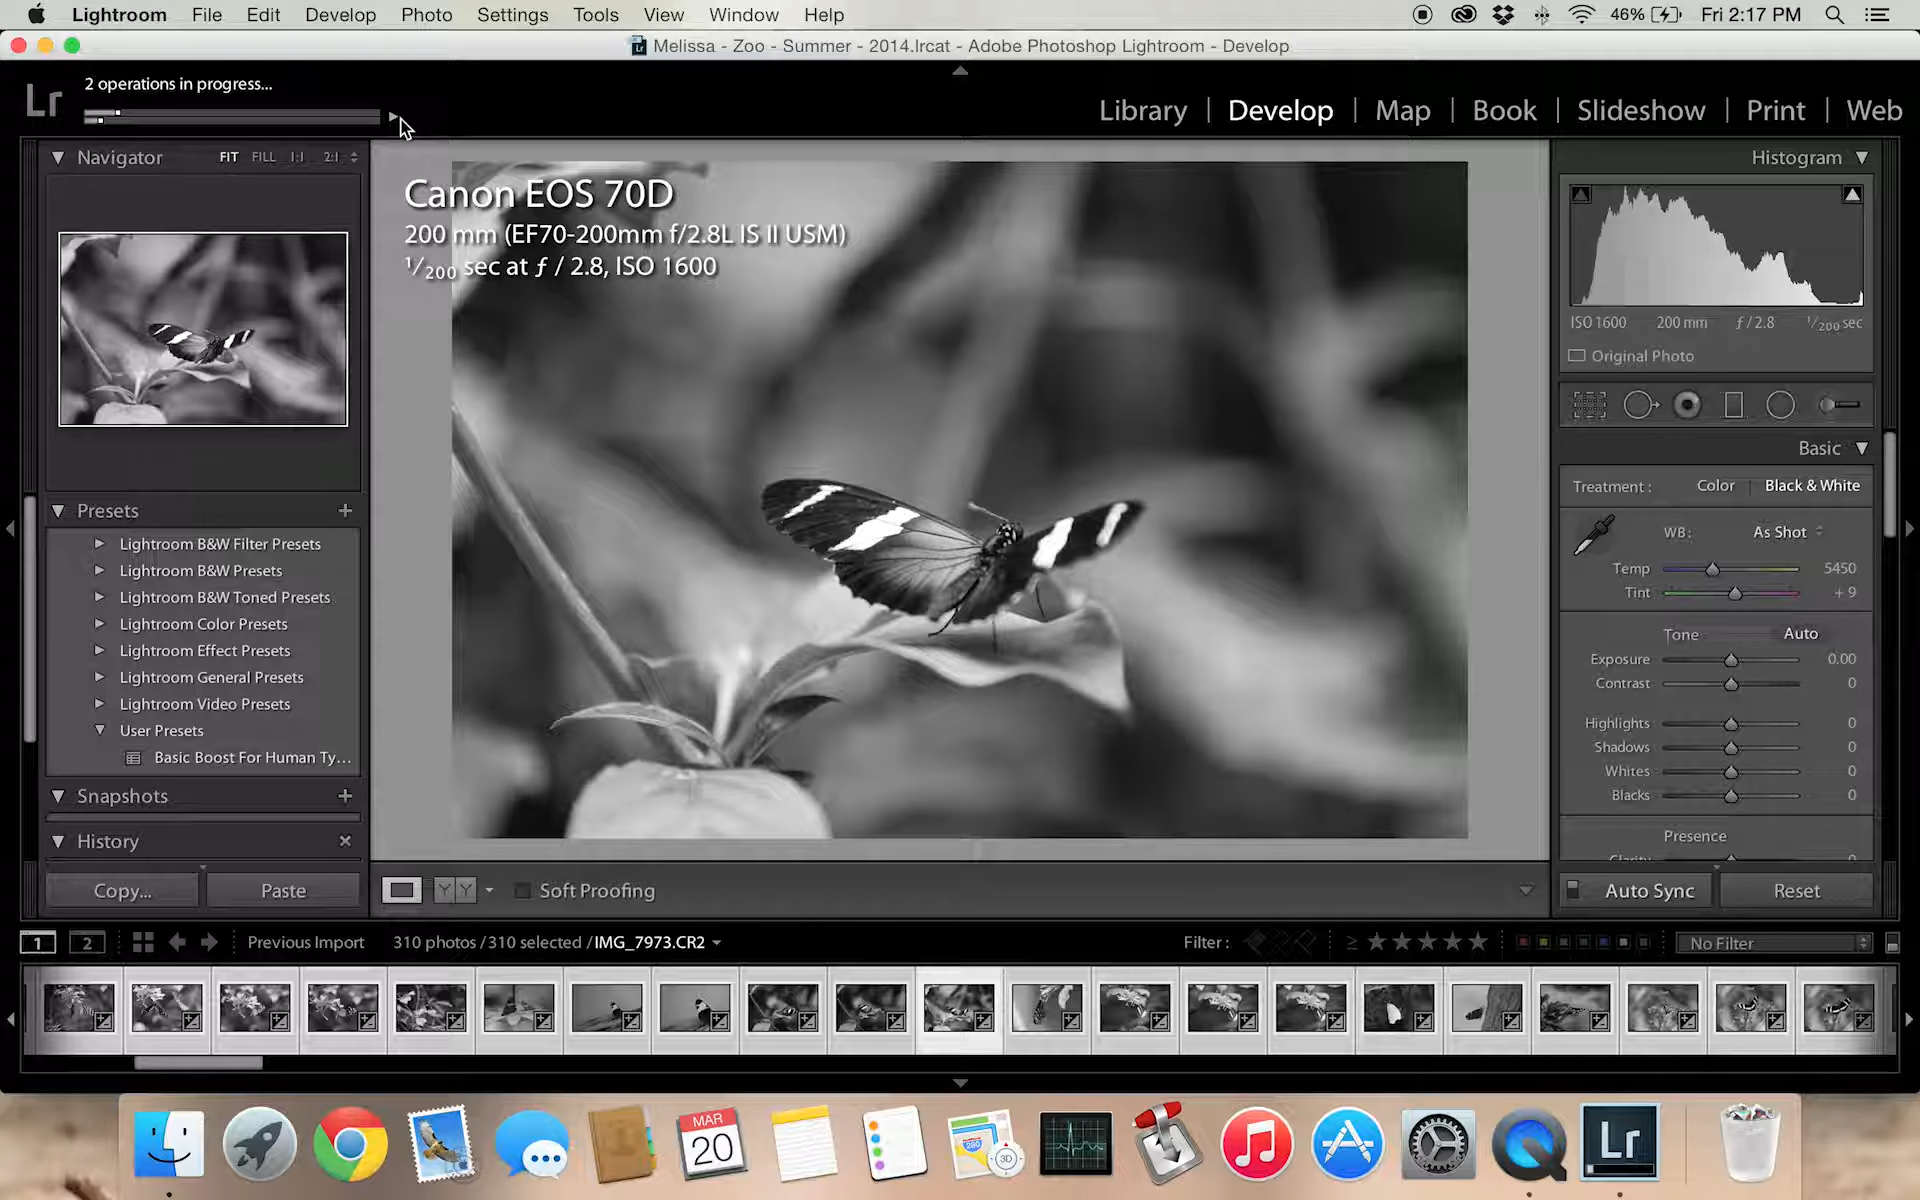 Lightroom File Edit Develop Photo Settings Tools View Window Help 46% Fri 2:17 PM
Melissa - Zoo - Summer - 2014.lrcat - Adobe Photoshop Lightroom - Develop
Lr 2 operations in progress...
Library | Develop | Map | Book | Slideshow | Print | Web
Navigator FIT FILL 1:1 2:1
Histogram
Canon EOS 70D
200 mm (EF70-200mm f/2.8L IS II USM)
1/200 sec at ƒ / 2.8, ISO 1600
ISO 1600 200 mm ƒ / 2.8 1/200 sec
Original Photo
Basic
Treatment : Color Black & White
WB: As Shot
Temp 5450
Tint + 9
Tone Auto
Exposure 0.00
Contrast 0
Highlights 0
Shadows 0
Whites 0
Blacks 0
Presence
Clarity 0
Presets +
Lightroom B&W Filter Presets
Lightroom B&W Presets
Lightroom B&W Toned Presets
Lightroom Color Presets
Lightroom Effect Presets
Lightroom General Presets
Lightroom Video Presets
User Presets
Basic Boost For Human Ty...
Snapshots +
History ×
Copy... Paste
Y Y Soft Proofing
Auto Sync Reset
1 2 Previous Import 310 photos / 310 selected / IMG_7973.CR2 Filter : ≥ ★★★★★ No Filter
MAR
20
280
3D
Lr